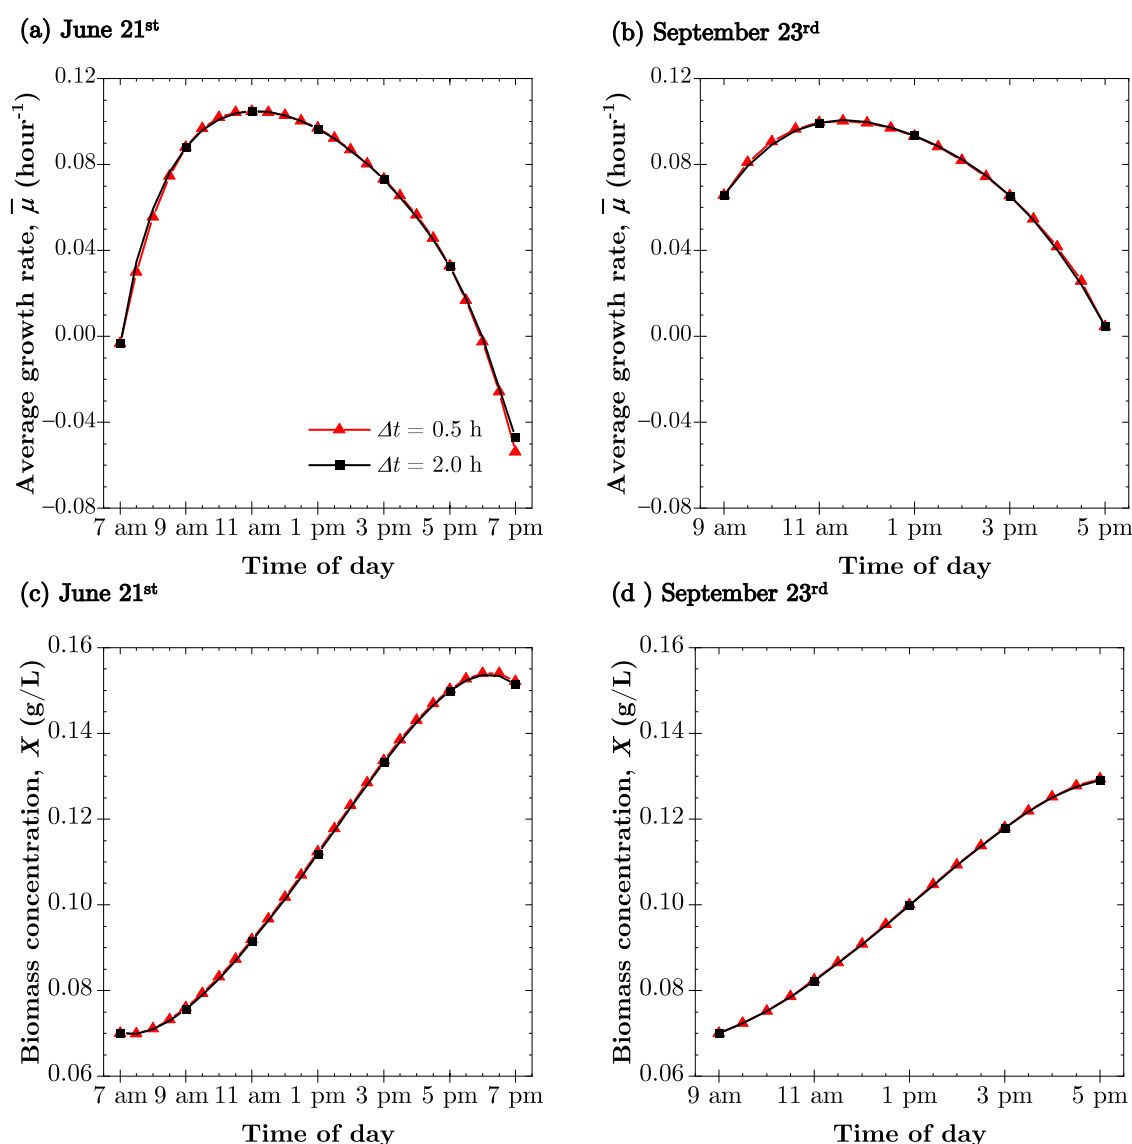 (a) June 21st
(b) September 23rd
0.12
0.08
0.04
0.00
−0.04
−0.08
Average growth rate, μ̅ (hour-1)
Δt = 0.5 h
Δt = 2.0 h
7 am 9 am 11 am 1 pm 3 pm 5 pm 7 pm
Time of day
0.12
0.08
0.04
0.00
−0.04
−0.08
Average growth rate, μ̅ (hour-1)
9 am 11 am 1 pm 3 pm 5 pm
Time of day
(c) June 21st
(d ) September 23rd
0.16
0.14
0.12
0.10
0.08
0.06
Biomass concentration, X (g/L)
7 am 9 am 11 am 1 pm 3 pm 5 pm 7 pm
Time of day
0.16
0.14
0.12
0.10
0.08
0.06
Biomass concentration, X (g/L)
9 am 11 am 1 pm 3 pm 5 pm
Time of day